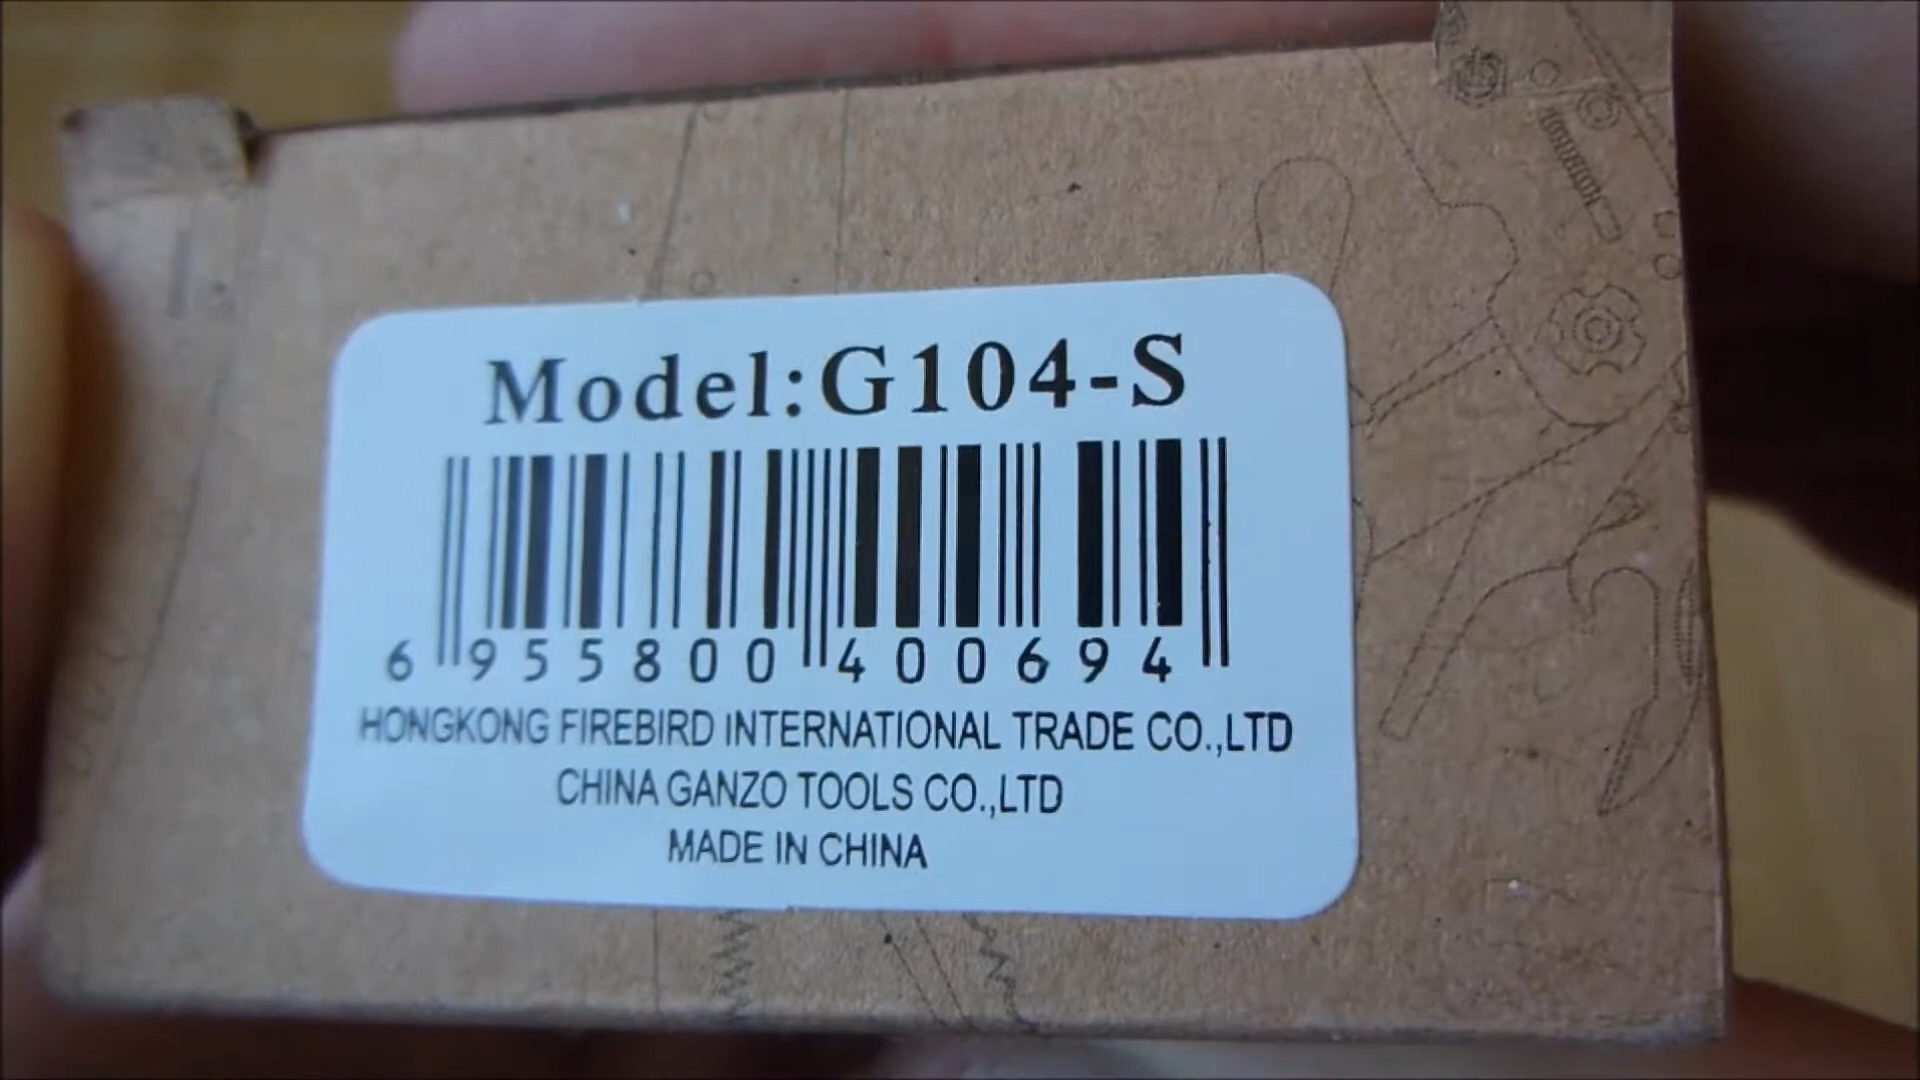 Model:G104-S
6 955800 400694
HONGKONG FIREBIRD INTERNATIONAL TRADE CO.,LTD
CHINA GANZO TOOLS CO.,LTD
MADE IN CHINA